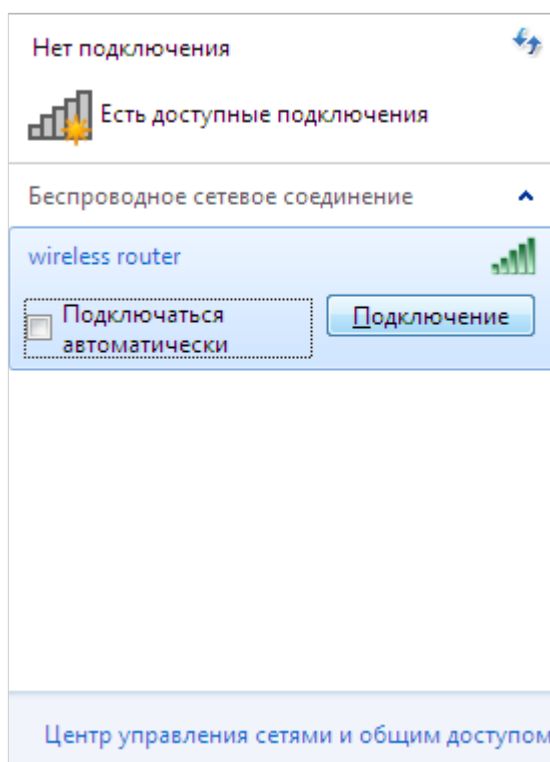 Нет подключения
Есть доступные подключения
Беспроводное сетевое соединение
wireless router
Подключаться
автоматически
Подключение
Центр управления сетями и общим доступом